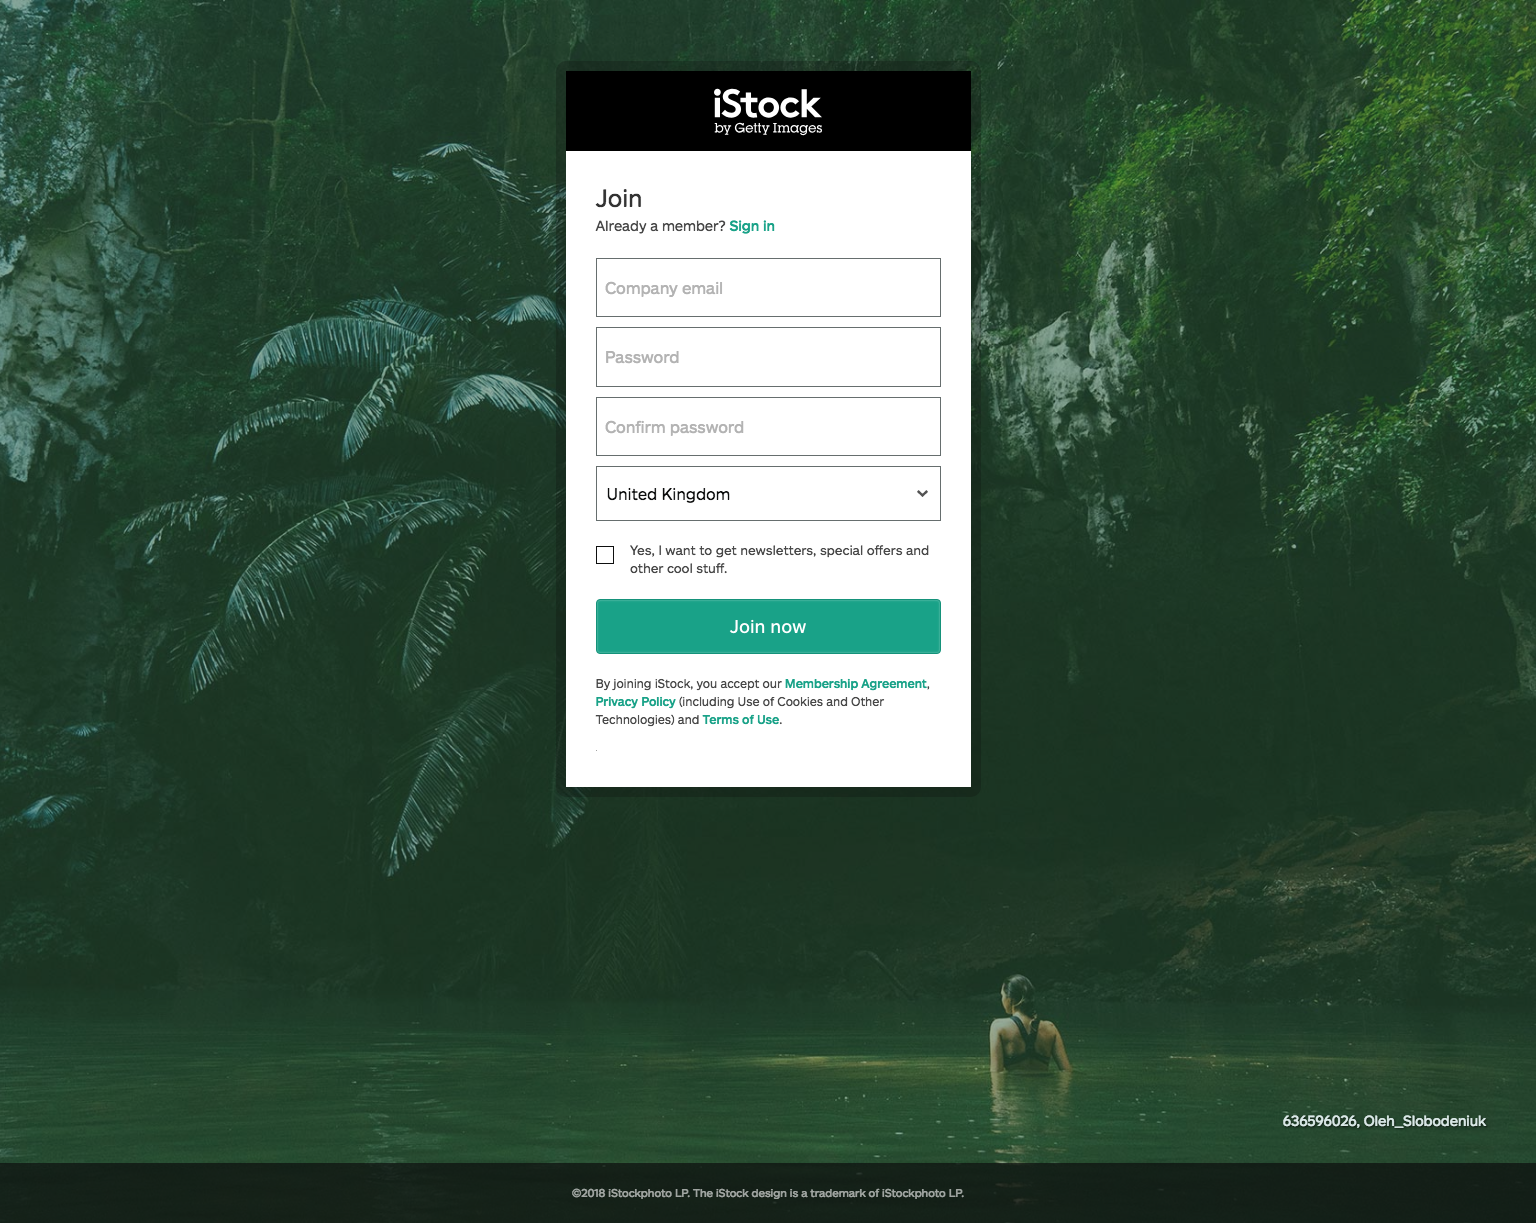 iStock
by Getty Images
Join
Already a member? Sign in
Company email
Password
Confirm password
United Kingdom
Yes, I want to get newsletters, special offers and
other cool stuff.
Join now
By joining iStock, you accept our Membership Agreement,
Privacy Policy (including Use of Cookies and Other
Technologies) and Terms of Use.
636596026, Oleh_Slobodeniuk
©2018 iStockphoto LP. The iStock design is a trademark of iStockphoto LP.